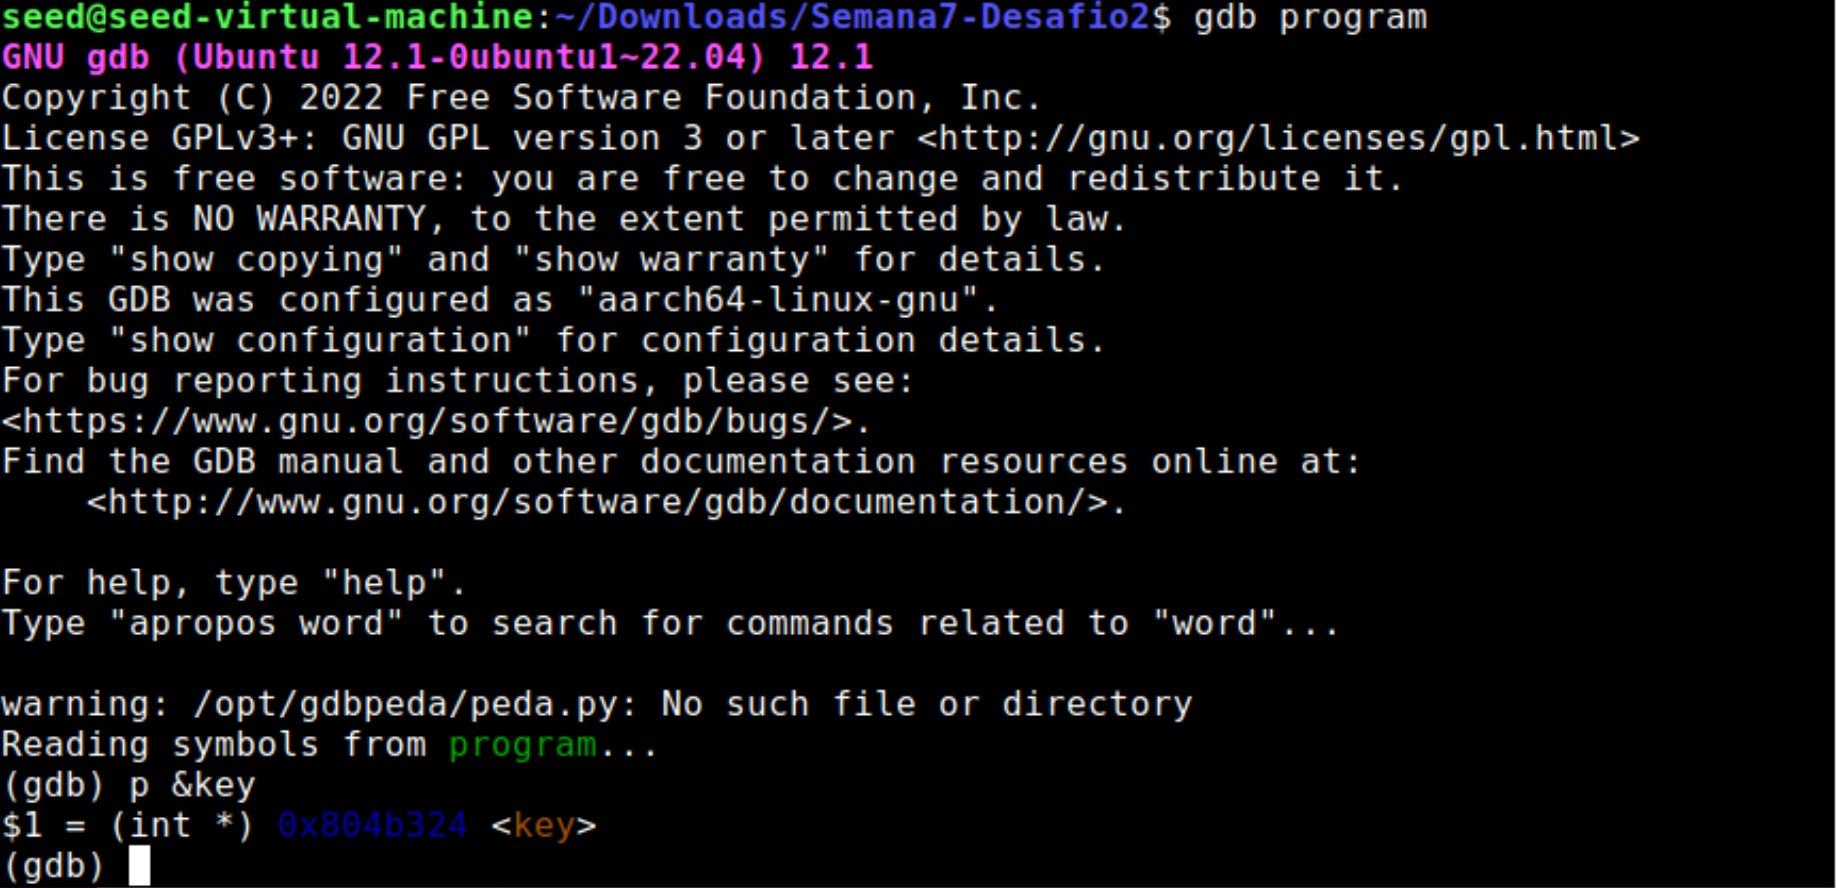 seed@seed-virtual-machine:~/Downloads/Semana7-Desafio2$ gdb program
GNU gdb (Ubuntu 12.1-0ubuntu1~22.04) 12.1
Copyright (C) 2022 Free Software Foundation, Inc.
License GPLv3+: GNU GPL version 3 or later <http://gnu.org/licenses/gpl.html>
This is free software: you are free to change and redistribute it.
There is NO WARRANTY, to the extent permitted by law.
Type "show copying" and "show warranty" for details.
This GDB was configured as "aarch64-linux-gnu".
Type "show configuration" for configuration details.
For bug reporting instructions, please see:
<https://www.gnu.org/software/gdb/bugs/>.
Find the GDB manual and other documentation resources online at:
    <http://www.gnu.org/software/gdb/documentation/>.

For help, type "help".
Type "apropos word" to search for commands related to "word"...

warning: /opt/gdbpeda/peda.py: No such file or directory
Reading symbols from program...
(gdb) p &key
$1 = (int *) 0x804b324 <key>
(gdb)